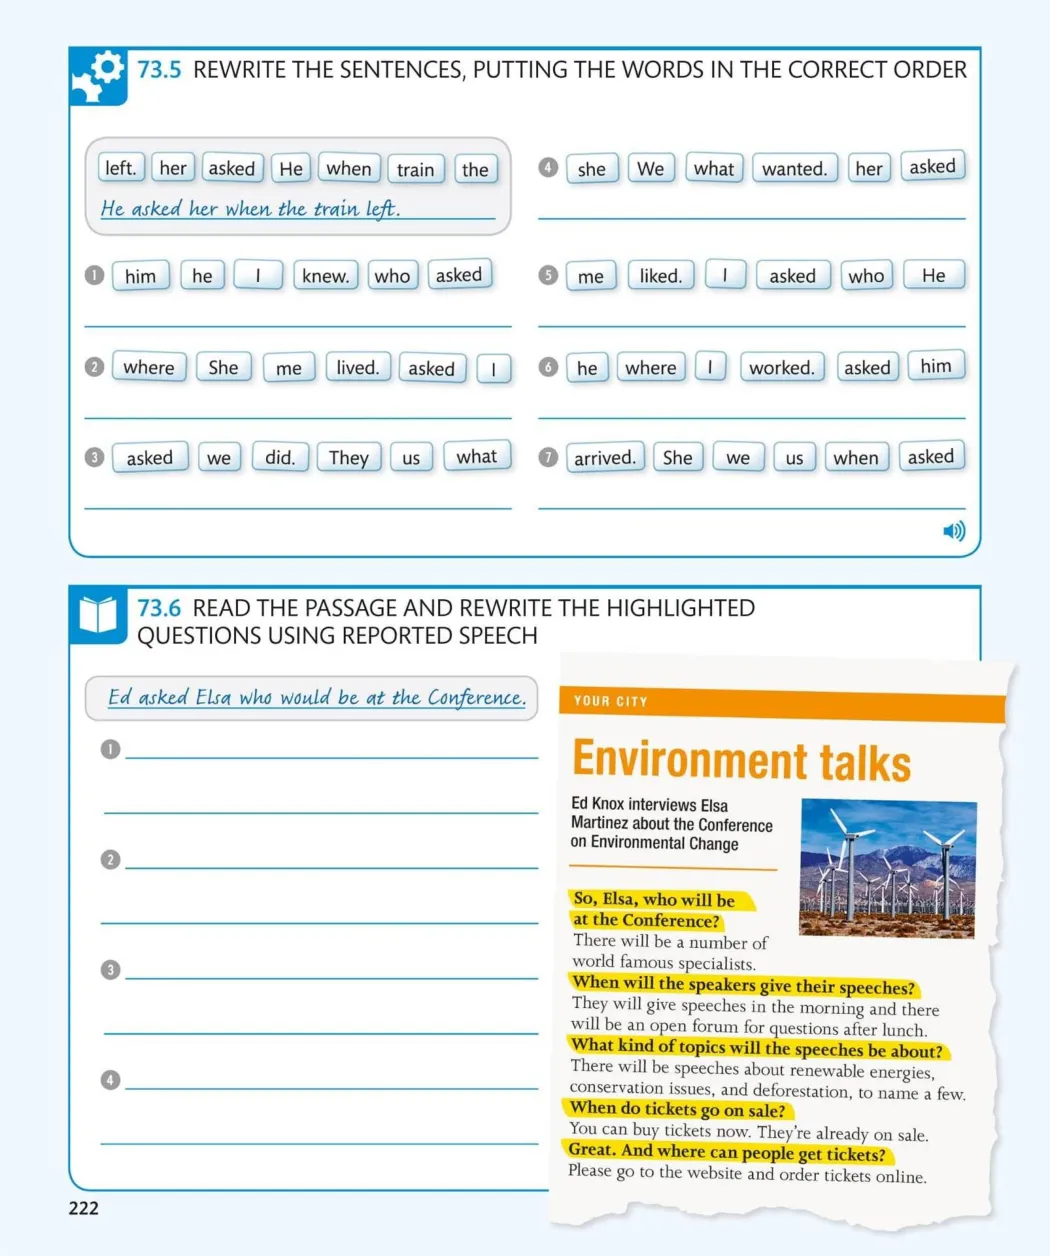 73.5 REWRITE THE SENTENCES, PUTTING THE WORDS IN THE CORRECT ORDER
left. her asked He when train the
He asked her when the train left.
1 him he I knew. who asked
2 where She me lived. asked I
3 asked we did. They us what
4 she We what wanted. her asked
5 me liked. I asked who He
6 he where I worked. asked him
7 arrived. She we us when asked
73.6 READ THE PASSAGE AND REWRITE THE HIGHLIGHTED
QUESTIONS USING REPORTED SPEECH
Ed asked Elsa who would be at the Conference.
1
2
3
4
YOUR CITY
Environment talks
Ed Knox interviews Elsa
Martinez about the Conference
on Environmental Change
So, Elsa, who will be
at the Conference?
There will be a number of
world famous specialists.
When will the speakers give their speeches?
They will give speeches in the morning and there
will be an open forum for questions after lunch.
What kind of topics will the speeches be about?
There will be speeches about renewable energies,
conservation issues, and deforestation, to name a few.
When do tickets go on sale?
You can buy tickets now. They're already on sale.
Great. And where can people get tickets?
Please go to the website and order tickets online.
222